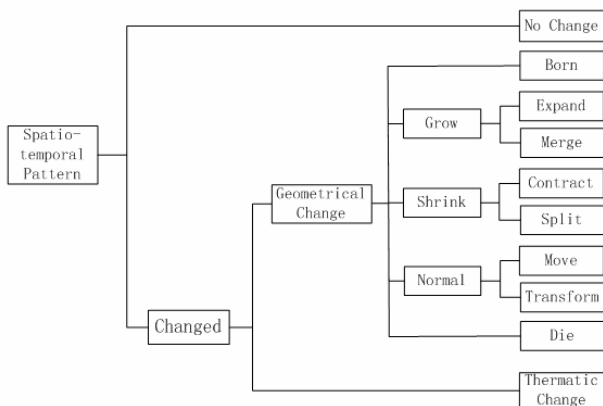 No Change
Born
Expand
Grow
Merge
Spatio-
temporal
Pattern
Contract
Geometrical
Change
Shrink
Split
Move
Normal
Transform
Changed
Die
Thermatic
Change